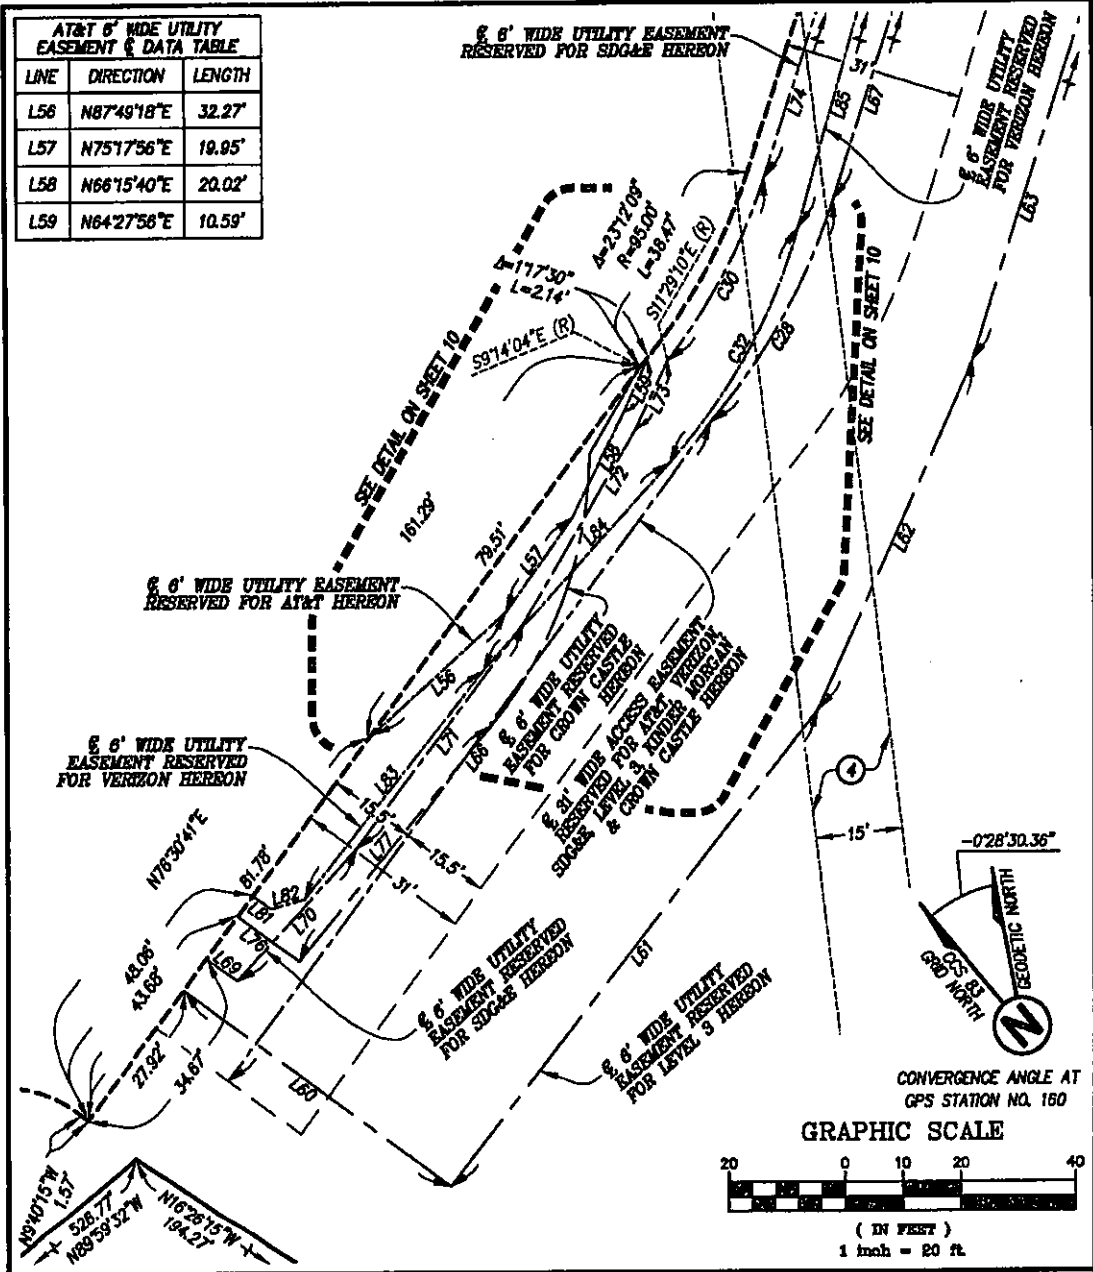 AT&T 6' WIDE UTILITY
EASEMENT ℄ DATA TABLE
LINE DIRECTION LENGTH
L56 N87°49'18"E 32.27'
L57 N75°17'56"E 19.95'
L58 N66°15'40"E 20.02'
L59 N64°27'56"E 10.59'
℄ 6' WIDE UTILITY EASEMENT
RESERVED FOR SDG&E HEREON
31'
L74
L85
L67
℄ 6' WIDE UTILITY
EASEMENT RESERVED
FOR VERIZON HEREON
L63
Δ=23°12'09"
R=95.00'
L=38.47'
S11°29'10"E (R)
Δ=1°17'30"
L=2.14'
S9°14'04"E (R)
SEE DETAIL ON SHEET 10
C30
C32
C28
SEE DETAIL ON SHEET 10
L59
L73
L58
L72
161.29'
79.51'
L57
L84
L62
℄ 6' WIDE UTILITY EASEMENT
RESERVED FOR AT&T HEREON
L56
L71
L66
℄ 6' WIDE UTILITY
EASEMENT RESERVED
FOR CROWN CASTLE
HEREON
℄ 31' WIDE ACCESS EASEMENT
RESERVED FOR AT&T, VERIZON,
SDG&E, LEVEL 3, KINDER MORGAN
& CROWN CASTLE HEREON
℄ 6' WIDE UTILITY
EASEMENT RESERVED
FOR VERIZON HEREON
L83
15.5'
L77
15.5'
31'
4
15'
N76°30'41"E
81.78'
L82
L81
L70
L76
L69
48.06'
43.68'
27.92'
34.67'
L60
L61
℄ 6' WIDE UTILITY
EASEMENT RESERVED
FOR SDG&E HEREON
℄ 6' WIDE UTILITY
EASEMENT RESERVED
FOR LEVEL 3 HEREON
-0°28'30.36"
GEODETIC NORTH
CCS 83
GRID NORTH
N
CONVERGENCE ANGLE AT
GPS STATION NO. 160
N9°40'15"W
1.57'
528.77'
N89°59'32"W
N16°26'15"W
194.27'
GRAPHIC SCALE
20 0 10 20 40
( IN FEET )
1 inch = 20 ft.